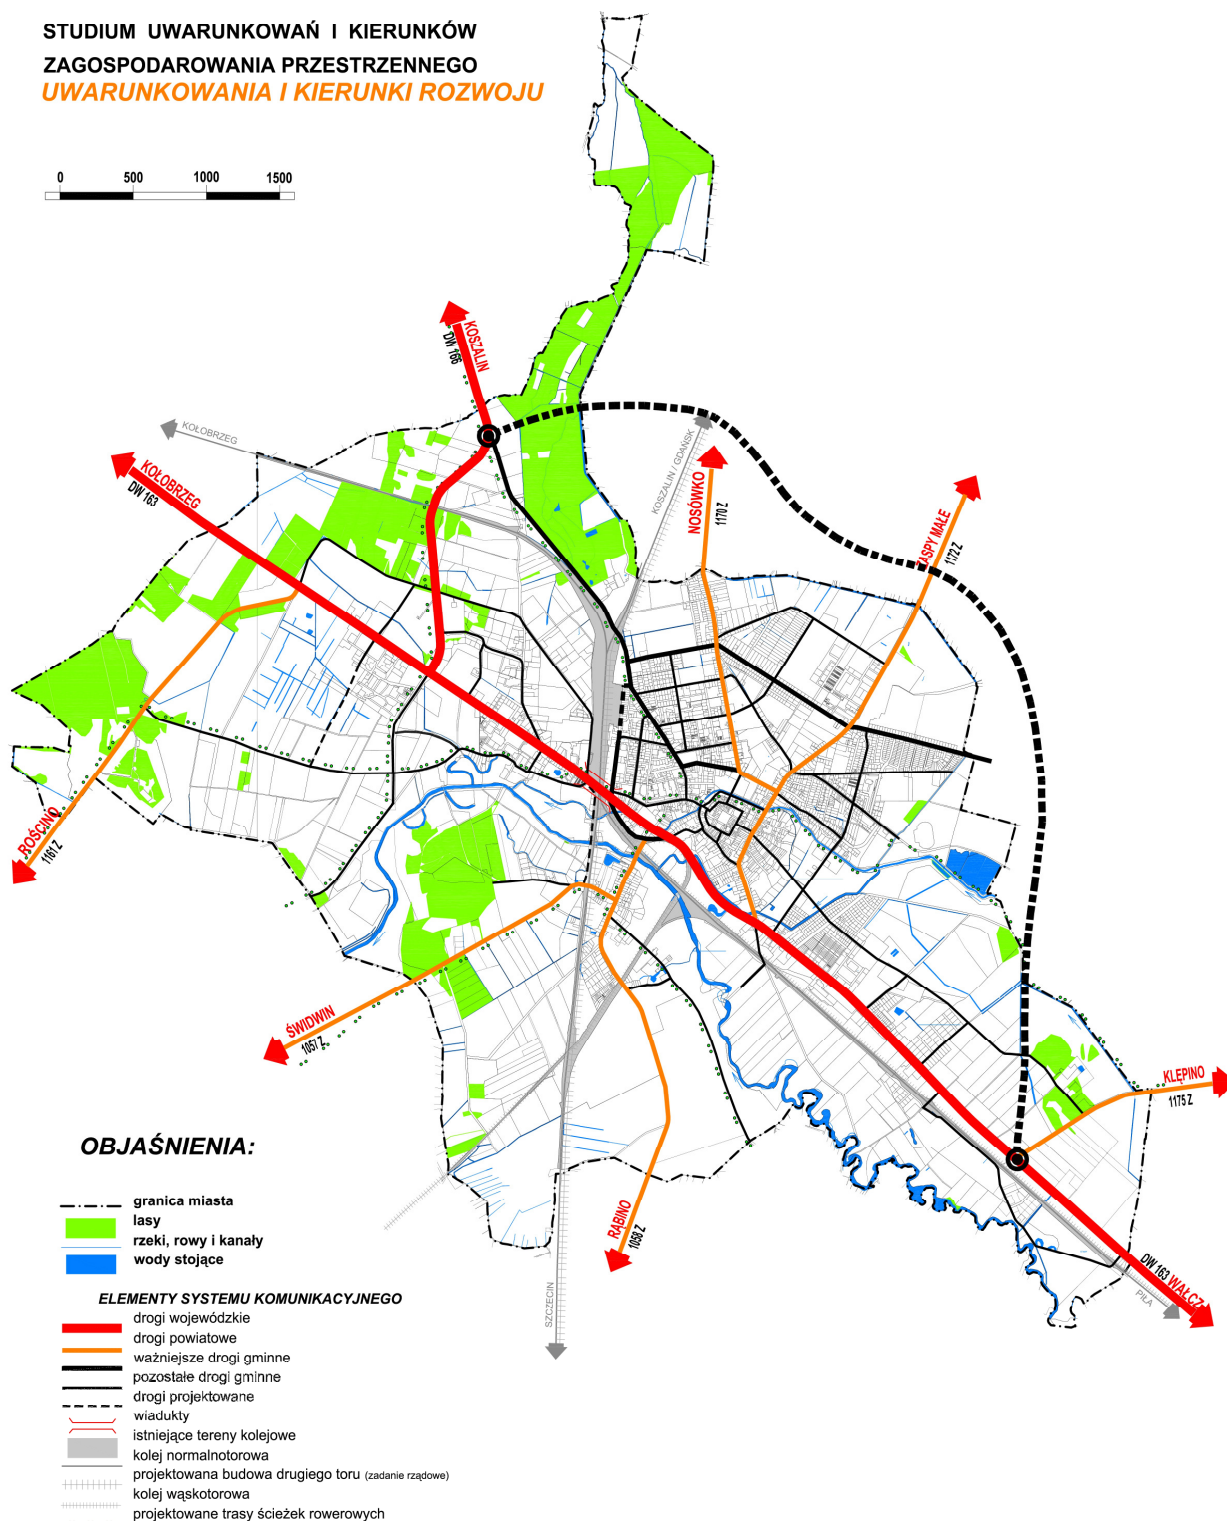 STUDIUM UWARUNKOWAŃ I KIERUNKÓW
ZAGOSPODAROWANIA PRZESTRZENNEGO
UWARUNKOWANIA I KIERUNKI ROZWOJU
0 500 1000 1500
KOSZALIN
DW 166
KOŁOBRZEG
KOŁOBRZEG
DW 163
KOSZALIN / GDAŃSK
NOSÓWKO
1170 Z
ZASPY MAŁE
1172 Z
ROŚCINO
1161 Z
ŚWIDWIN
1057 Z
KLĘPINO
1175 Z
RĄBINO
1058 Z
SZCZECIN
DW 163 WAŁCZ
PIŁA
OBJAŚNIENIA:
granica miasta
lasy
rzeki, rowy i kanały
wody stojące
ELEMENTY SYSTEMU KOMUNIKACYJNEGO
drogi wojewódzkie
drogi powiatowe
ważniejsze drogi gminne
pozostałe drogi gminne
drogi projektowane
wiadukty
istniejące tereny kolejowe
kolej normalnotorowa
projektowana budowa drugiego toru (zadanie rządowe)
kolej wąskotorowa
projektowane trasy ścieżek rowerowych